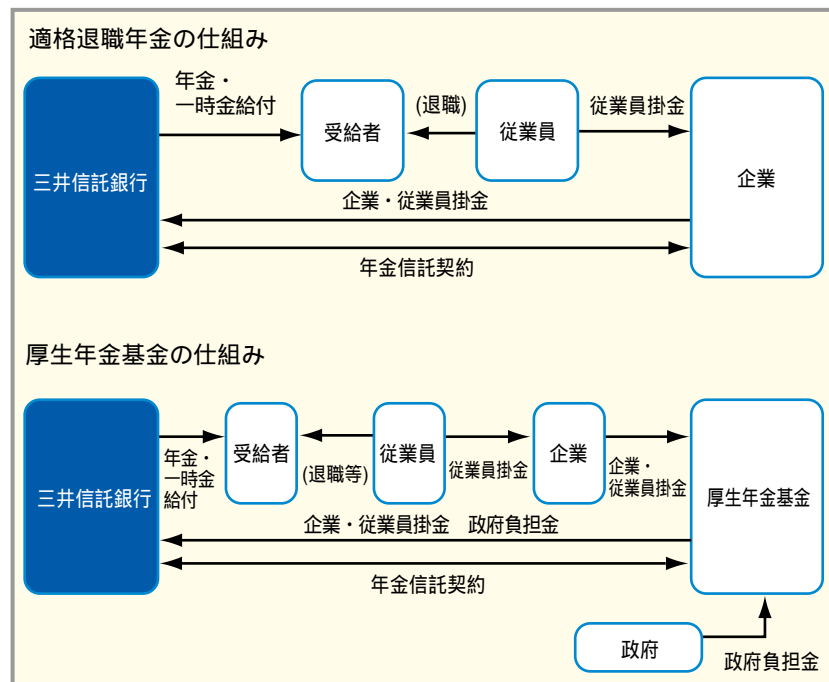 適格退職年金の仕組み
年金・
一時金給付
(退職)
従業員掛金
三井信託銀行
受給者
従業員
企業
企業・従業員掛金
年金信託契約
厚生年金基金の仕組み
三井信託銀行
年金・
一時金
給付
受給者
(退職等)
従業員
従業員掛金
企業
企業・
従業員掛金
厚生年金基金
企業・従業員掛金　政府負担金
年金信託契約
政府
政府負担金